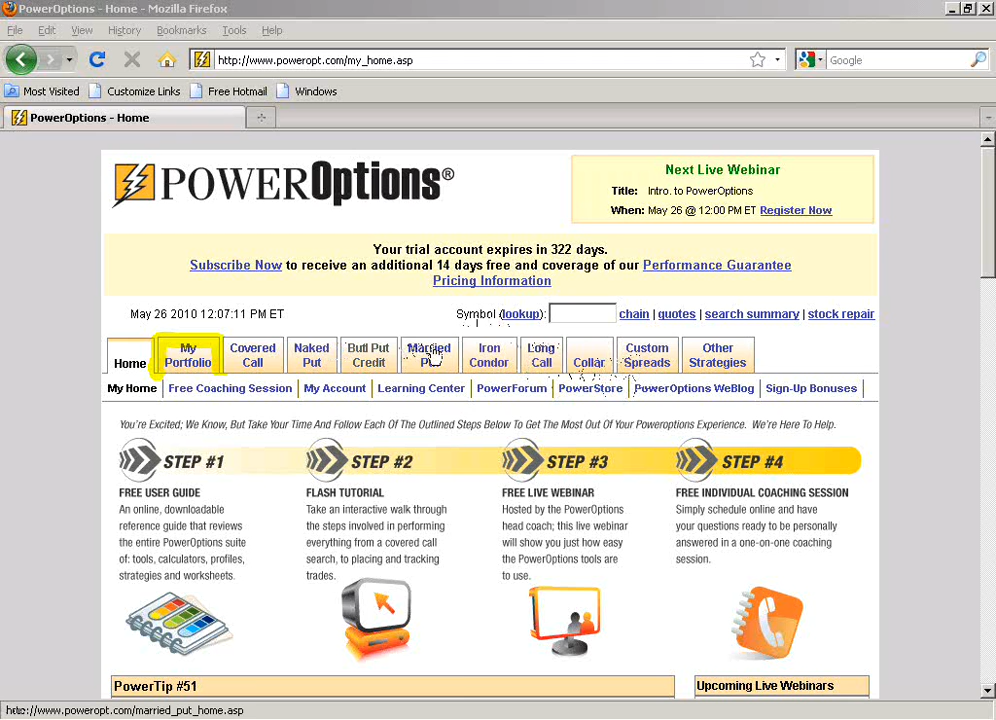 PowerOptions - Home - Mozilla Firefox
File Edit View History Bookmarks Tools Help
http://www.poweropt.com/my_home.asp
Google
Most Visited Customize Links Free Hotmail Windows
PowerOptions - Home
POWEROptions®
Next Live Webinar
Title: Intro. to PowerOptions
When: May 26 @ 12:00 PM ET Register Now
Your trial account expires in 322 days.
Subscribe Now to receive an additional 14 days free and coverage of our Performance Guarantee
Pricing Information
May 26 2010 12:07:11 PM ET
Symbol (lookup): chain | quotes | search summary | stock repair
Home
My Portfolio
Covered Call
Naked Put
Bull Put Credit
Married Put
Iron Condor
Long Call
Collar
Custom Spreads
Other Strategies
My Home | Free Coaching Session | My Account | Learning Center | PowerForum | PowerStore | PowerOptions WeBlog | Sign-Up Bonuses |
You're Excited; We Know, But Take Your Time And Follow Each Of The Outlined Steps Below To Get The Most Out Of Your Poweroptions Experience. We're Here To Help.
STEP #1
FREE USER GUIDE
An online, downloadable
reference guide that reviews
the entire PowerOptions suite
of: tools, calculators, profiles,
strategies and worksheets.
STEP #2
FLASH TUTORIAL
Take an interactive walk through
the steps involved in performing
everything from a covered call
search, to placing and tracking
trades.
STEP #3
FREE LIVE WEBINAR
Hosted by the PowerOptions
head coach; this live webinar
will show you just how easy
the PowerOptions tools are
to use.
STEP #4
FREE INDIVIDUAL COACHING SESSION
Simply schedule online and have
your questions ready to be personally
answered in a one-on-one coaching
session.
PowerTip #51
Upcoming Live Webinars
http://www.poweropt.com/married_put_home.asp